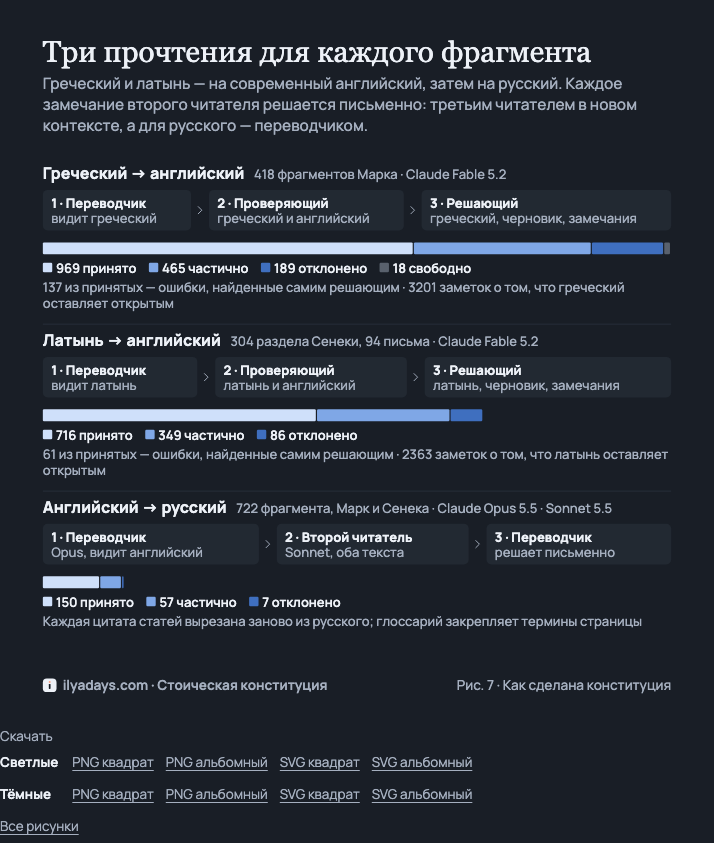 Три прочтения для каждого фрагмента
Греческий и латынь — на современный английский, затем на русский. Каждое
замечание второго читателя решается письменно: третьим читателем в новом
контексте, а для русского — переводчиком.
Греческий → английский 418 фрагментов Марка · Claude Fable 5.2
1 · Переводчик
видит греческий
2 · Проверяющий
греческий и английский
3 · Решающий
греческий, черновик, замечания
969 принято 465 частично 189 отклонено 18 свободно
137 из принятых — ошибки, найденные самим решающим · 3201 заметок о том, что греческий
оставляет открытым
Латынь → английский 304 раздела Сенеки, 94 письма · Claude Fable 5.2
1 · Переводчик
видит латынь
2 · Проверяющий
латынь и английский
3 · Решающий
латынь, черновик, замечания
716 принято 349 частично 86 отклонено
61 из принятых — ошибки, найденные самим решающим · 2363 заметок о том, что латынь оставляет
открытым
Английский → русский 722 фрагмента, Марк и Сенека · Claude Opus 5.5 · Sonnet 5.5
1 · Переводчик
Opus, видит английский
2 · Второй читатель
Sonnet, оба текста
3 · Переводчик
решает письменно
150 принято 57 частично 7 отклонено
Каждая цитата статей вырезана заново из русского; глоссарий закрепляет термины страницы
i ilyadays.com · Стоическая конституция
Рис. 7 · Как сделана конституция
Скачать
Светлые PNG квадрат PNG альбомный SVG квадрат SVG альбомный
Тёмные PNG квадрат PNG альбомный SVG квадрат SVG альбомный
Все рисунки